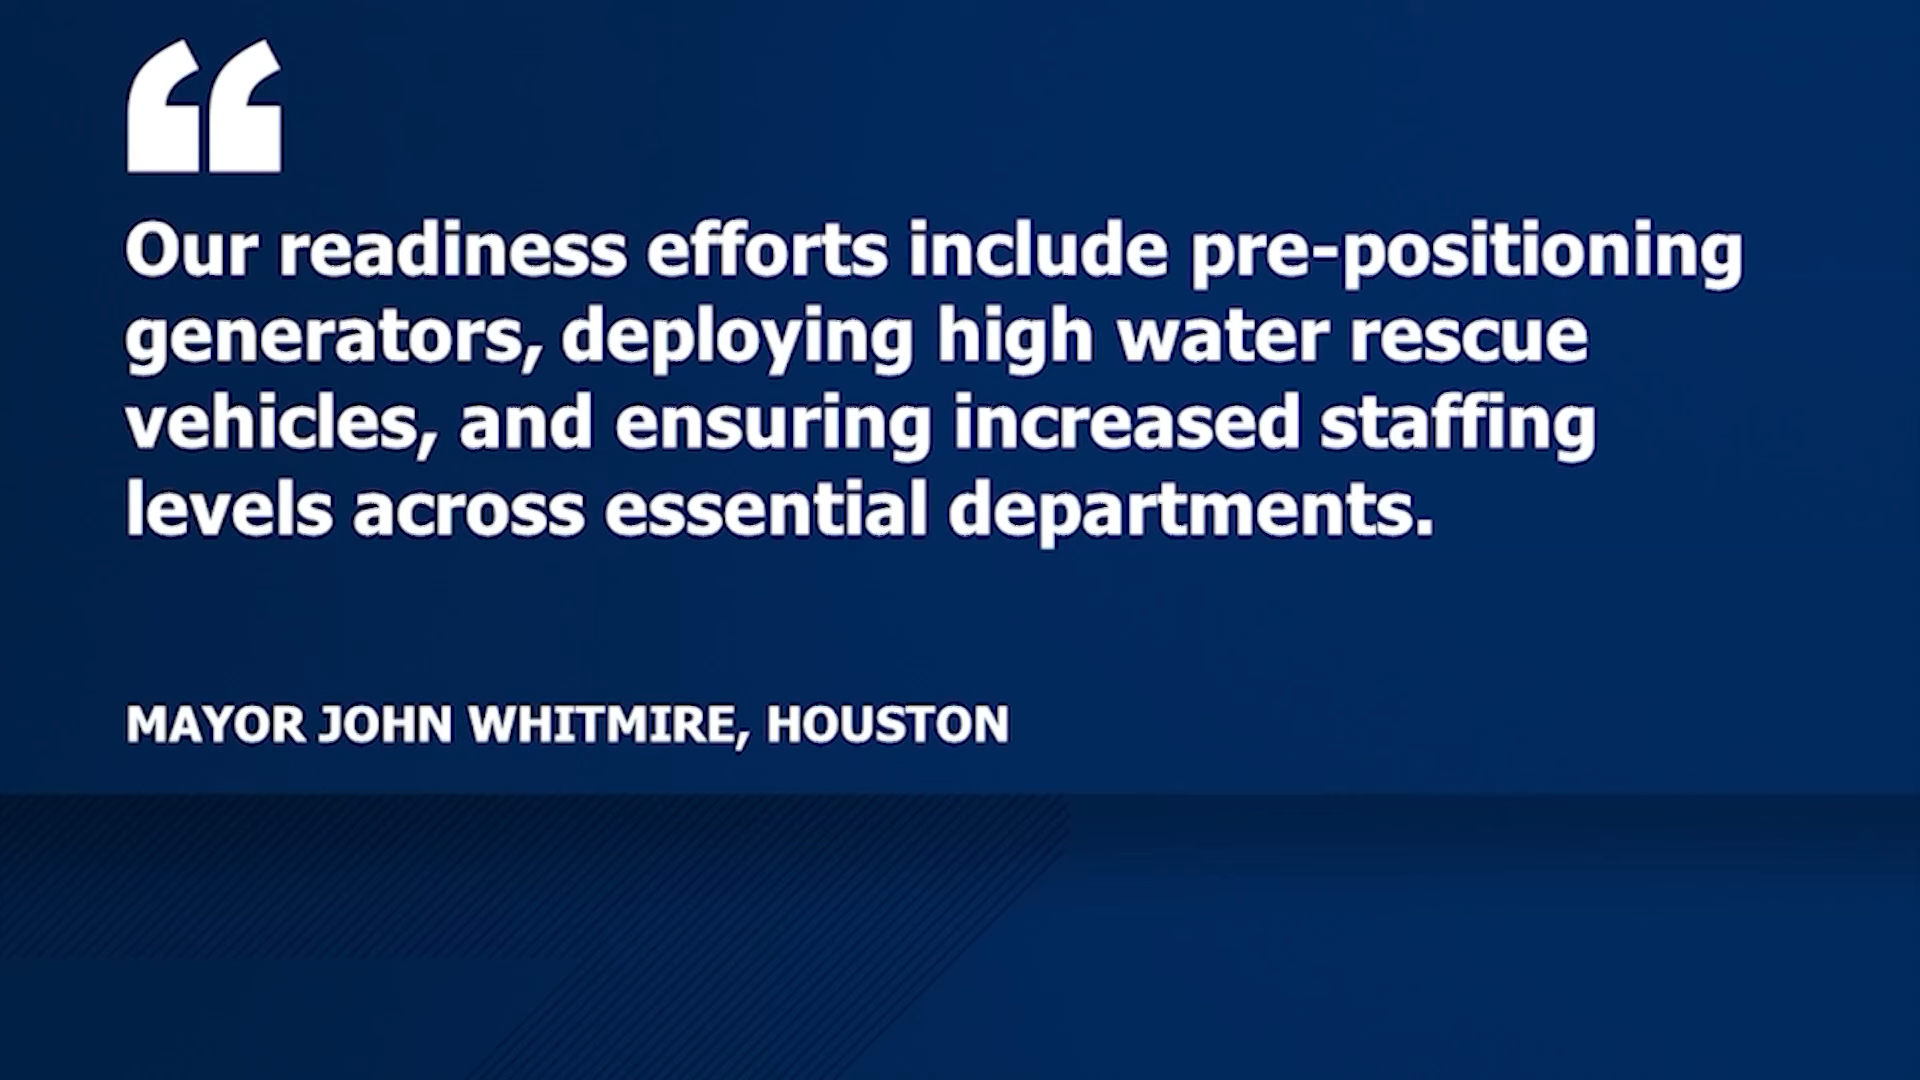 “
Our readiness efforts include pre-positioning
generators, deploying high water rescue
vehicles, and ensuring increased staffing
levels across essential departments.
MAYOR JOHN WHITMIRE, HOUSTON